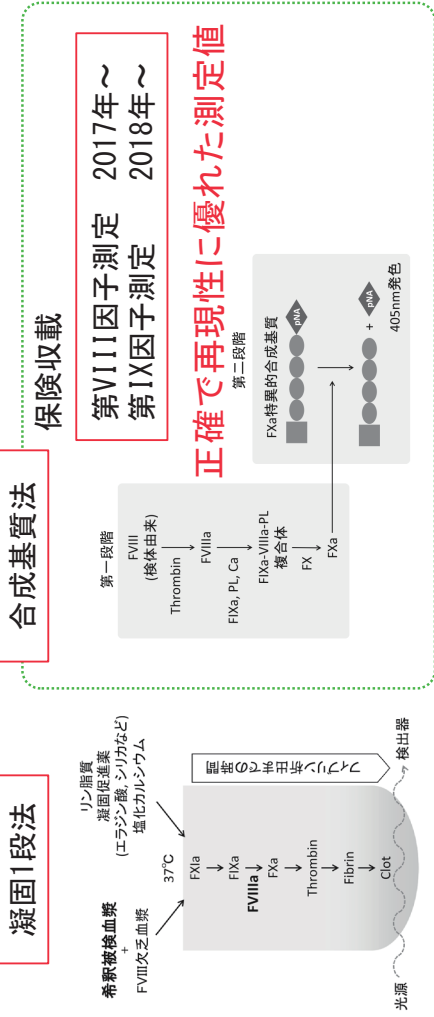 凝固1段法
希釈被検血漿
+
FVIII欠乏血漿
リン脂質
凝固促進薬
(エラジン酸, シリカなど)
塩化カルシウム
37℃
FXIa
FIXa
FVIIIa
FXa
Thrombin
Fibrin
Clot
フィブリン析出までの時間
光源
検出器
合成基質法
第一段階
FVIII
(検体由来)
Thrombin
FVIIIa
FIXa, PL, Ca
FIXa-VIIIa-PL
複合体
FX
FXa
保険収載
第VIII因子測定 2017年～
第IX因子測定 2018年～
正確で再現性に優れた測定値
第二段階
FXa特異的合成基質
pNA
+
pNA
405nm発色